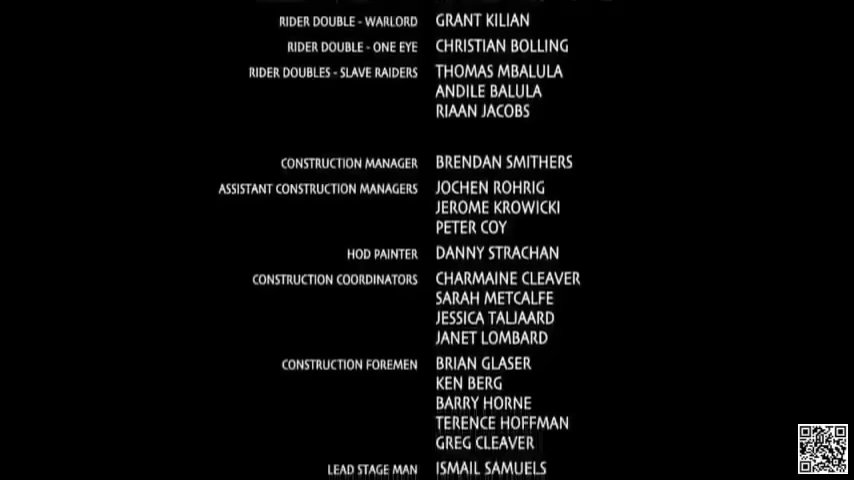 RIDER DOUBLE - WARLORD GRANT KILIAN
RIDER DOUBLE - ONE EYE CHRISTIAN BOLLING
RIDER DOUBLES - SLAVE RAIDERS THOMAS MBALULA
ANDILE BALULA
RIAAN JACOBS
CONSTRUCTION MANAGER BRENDAN SMITHERS
ASSISTANT CONSTRUCTION MANAGERS JOCHEN ROHRIG
JEROME KROWICKI
PETER COY
HOD PAINTER DANNY STRACHAN
CONSTRUCTION COORDINATORS CHARMAINE CLEAVER
SARAH METCALFE
JESSICA TALJAARD
JANET LOMBARD
CONSTRUCTION FOREMEN BRIAN GLASER
KEN BERG
BARRY HORNE
TERENCE HOFFMAN
GREG CLEAVER
LEAD STAGE MAN ISMAIL SAMUELS